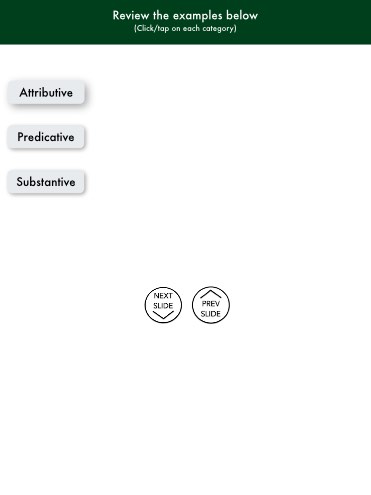 Review the examples below
(Click/tap on each category)
Attributive
Predicative
Substantive
NEXT
SLIDE
PREV
SLIDE